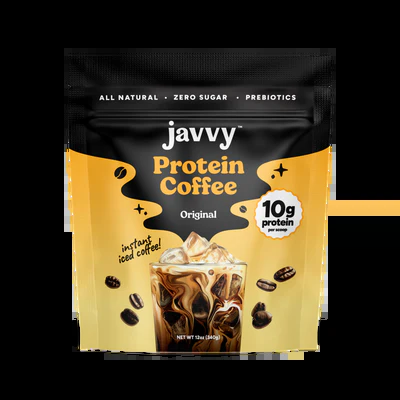 ALL NATURAL • ZERO SUGAR • PREBIOTICS
javvy™
Protein
Coffee
Original
10g
protein
per scoop
instant
iced coffee!
NET WT 12oz (340g)